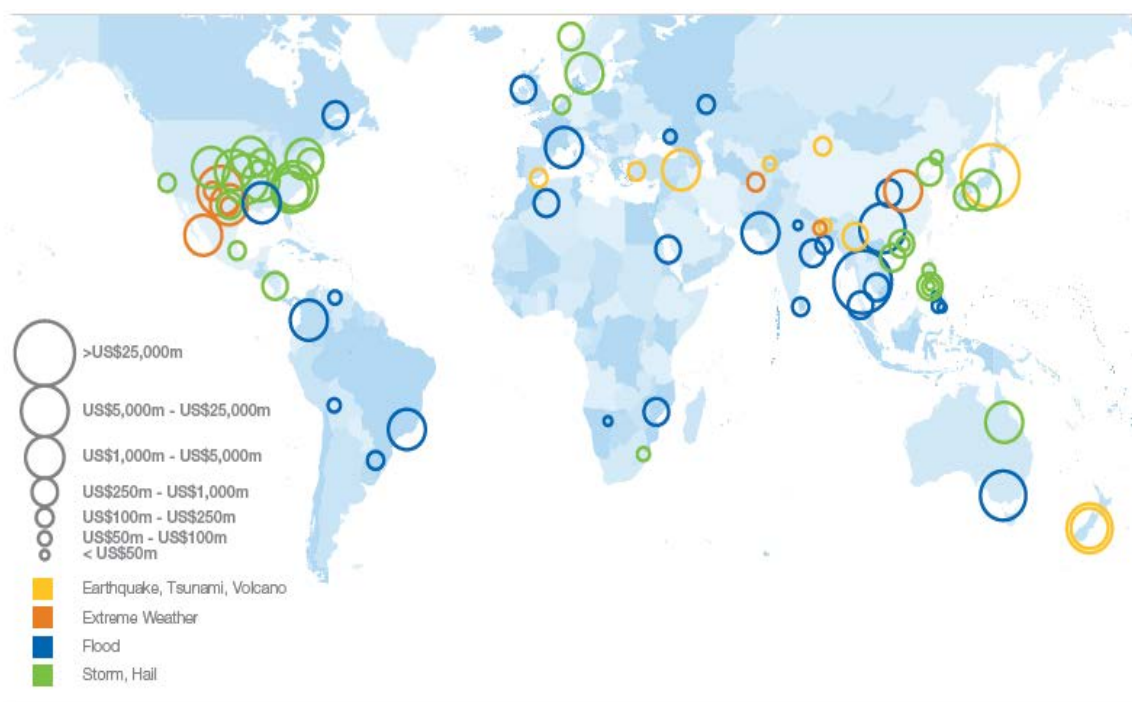 >US$25,000m
US$5,000m - US$25,000m
US$1,000m - US$5,000m
US$250m - US$1,000m
US$100m - US$250m
US$50m - US$100m
< US$50m
Earthquake, Tsunami, Volcano
Extreme Weather
Flood
Storm, Hail